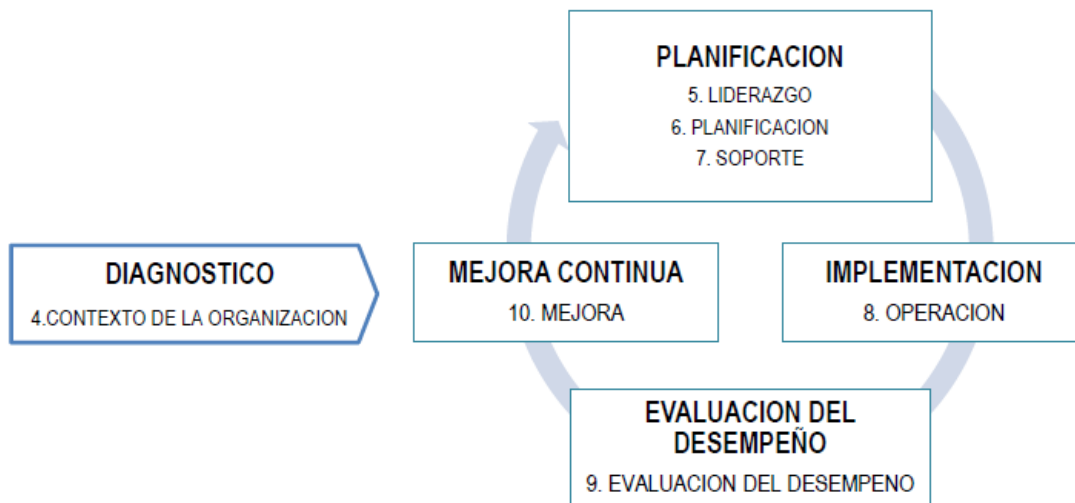 PLANIFICACION
5. LIDERAZGO
6. PLANIFICACION
7. SOPORTE
DIAGNOSTICO
4.CONTEXTO DE LA ORGANIZACION
MEJORA CONTINUA
10. MEJORA
IMPLEMENTACION
8. OPERACION
EVALUACION DEL
DESEMPEÑO
9. EVALUACION DEL DESEMPENO